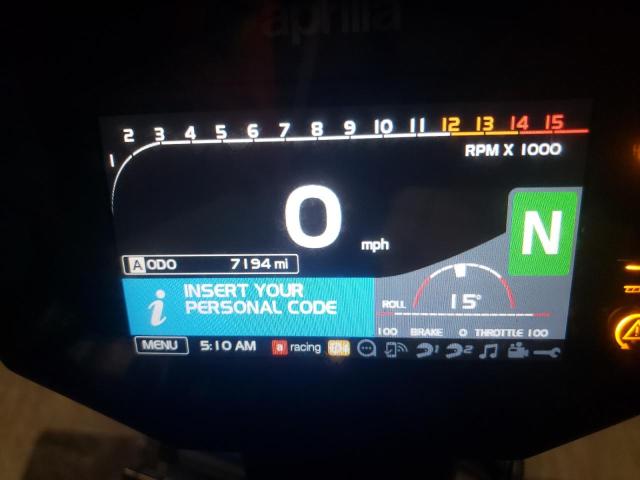 aprilia
1 2 3 4 5 6 7 8 9 10 11 12 13 14 15
RPM X 1000
0 mph
N
A ODO 7194 mi
i INSERT YOUR
PERSONAL CODE
ROLL 15°
100 BRAKE 0 THROTTLE 100
MENU 5:10 AM a racing 1 2